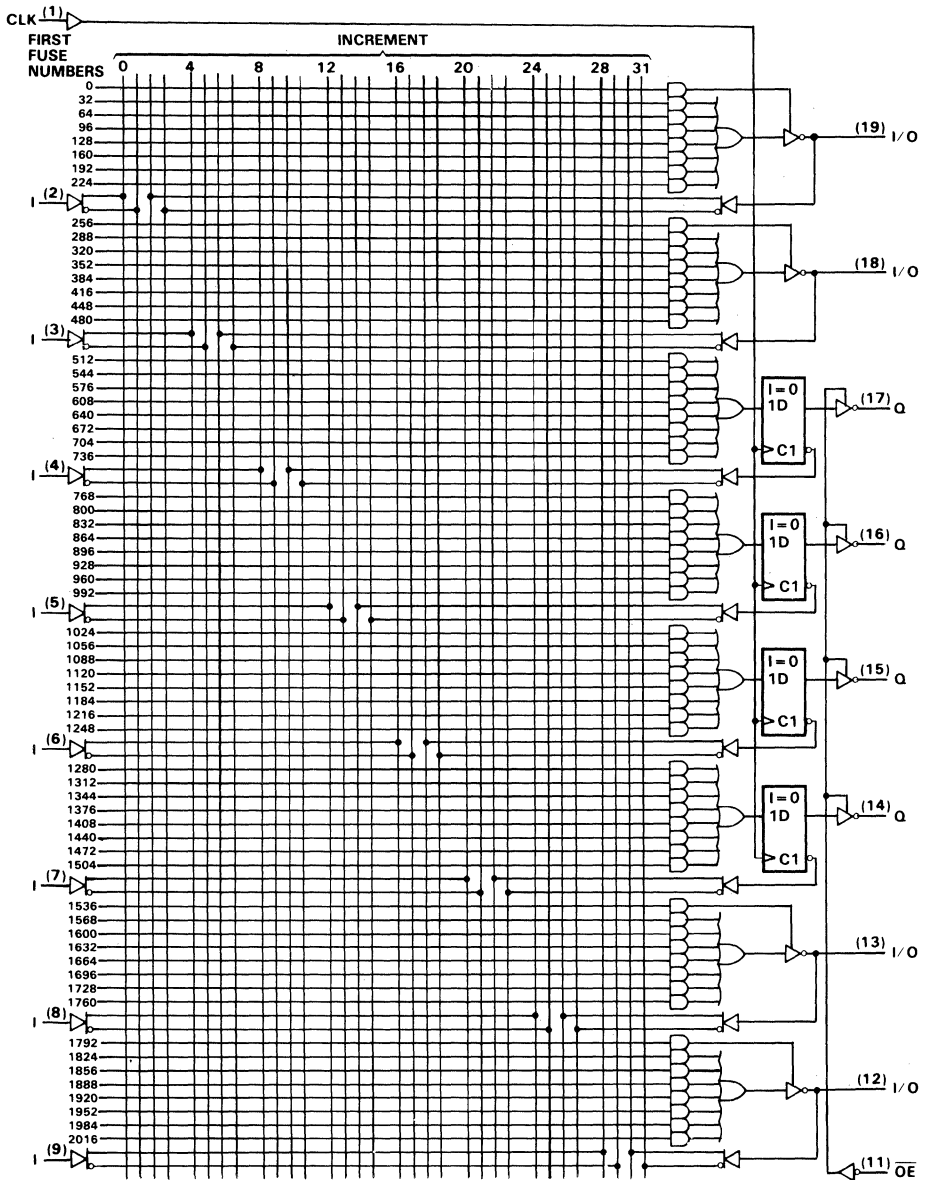 CLK (1)
FIRST
FUSE
NUMBERS
INCREMENT
0 4 8 12 16 20 24 28 31
0
32
64
96
128
160
192
224
(19) I/O
I (2)
256
288
320
352
384
416
448
480
(18) I/O
I (3)
512
544
576
608
640
672
704
736
I=0
1D
C1
(17) Q
I (4)
768
800
832
864
896
928
960
992
I=0
1D
C1
(16) Q
I (5)
1024
1056
1088
1120
1152
1184
1216
1248
I=0
1D
C1
(15) Q
I (6)
1280
1312
1344
1376
1408
1440
1472
1504
I=0
1D
C1
(14) Q
I (7)
1536
1568
1600
1632
1664
1696
1728
1760
(13) I/O
I (8)
1792
1824
1856
1888
1920
1952
1984
2016
(12) I/O
I (9)
(11) OE